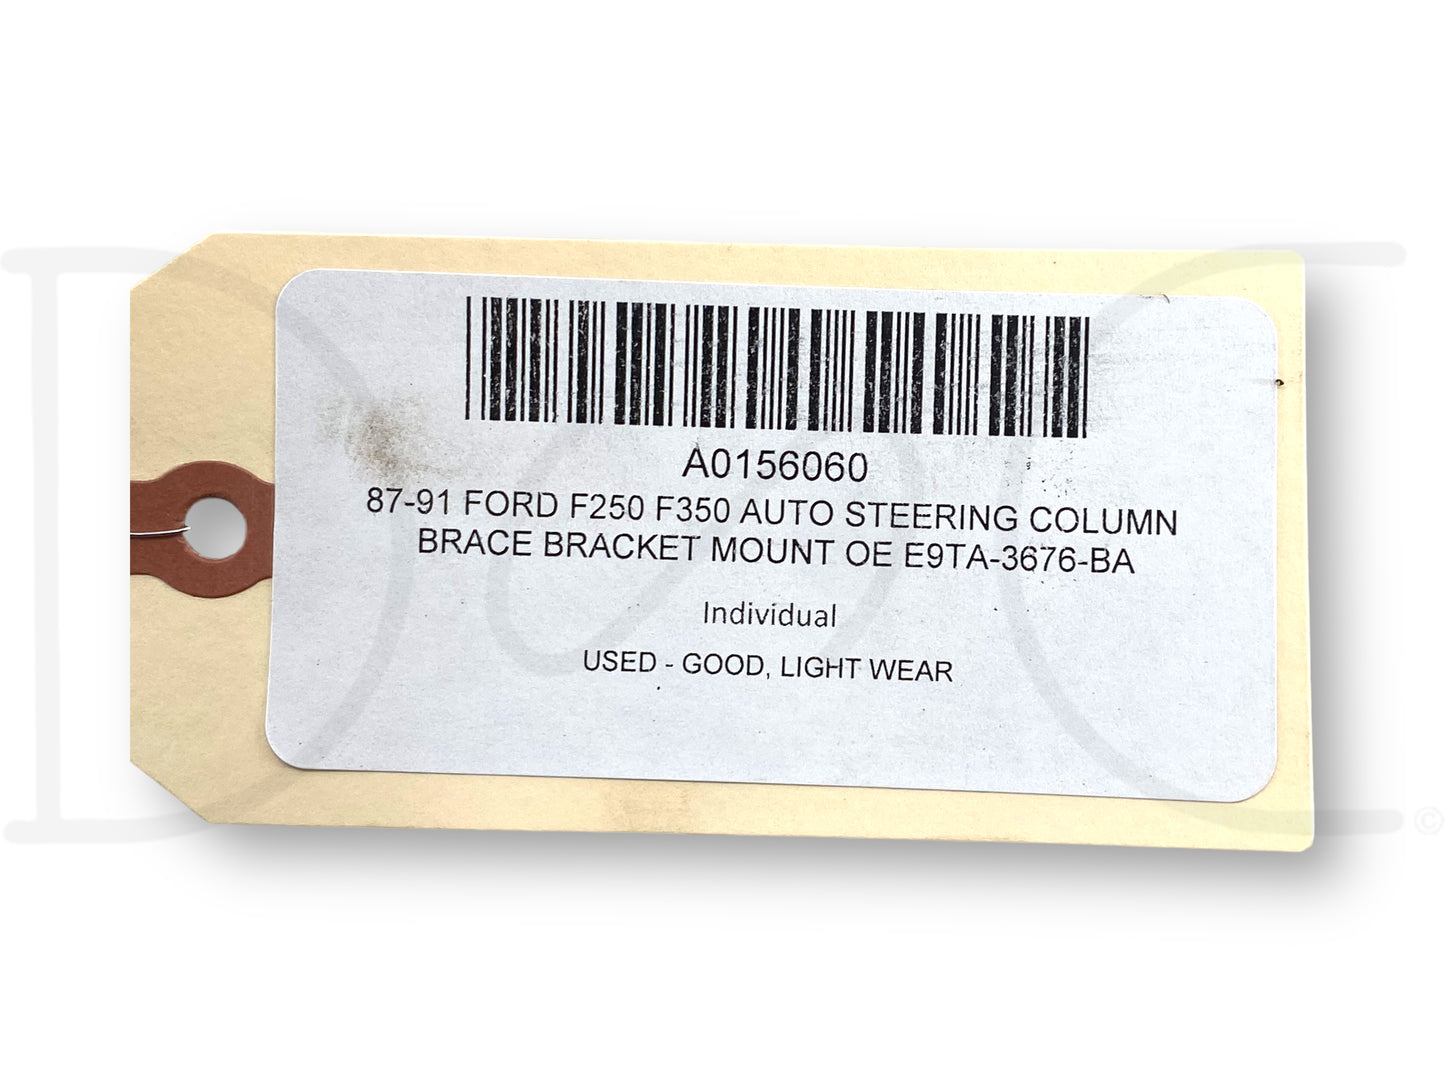 A0156060
87-91 FORD F250 F350 AUTO STEERING COLUMN
BRACE BRACKET MOUNT OE E9TA-3676-BA
Individual
USED - GOOD, LIGHT WEAR
©